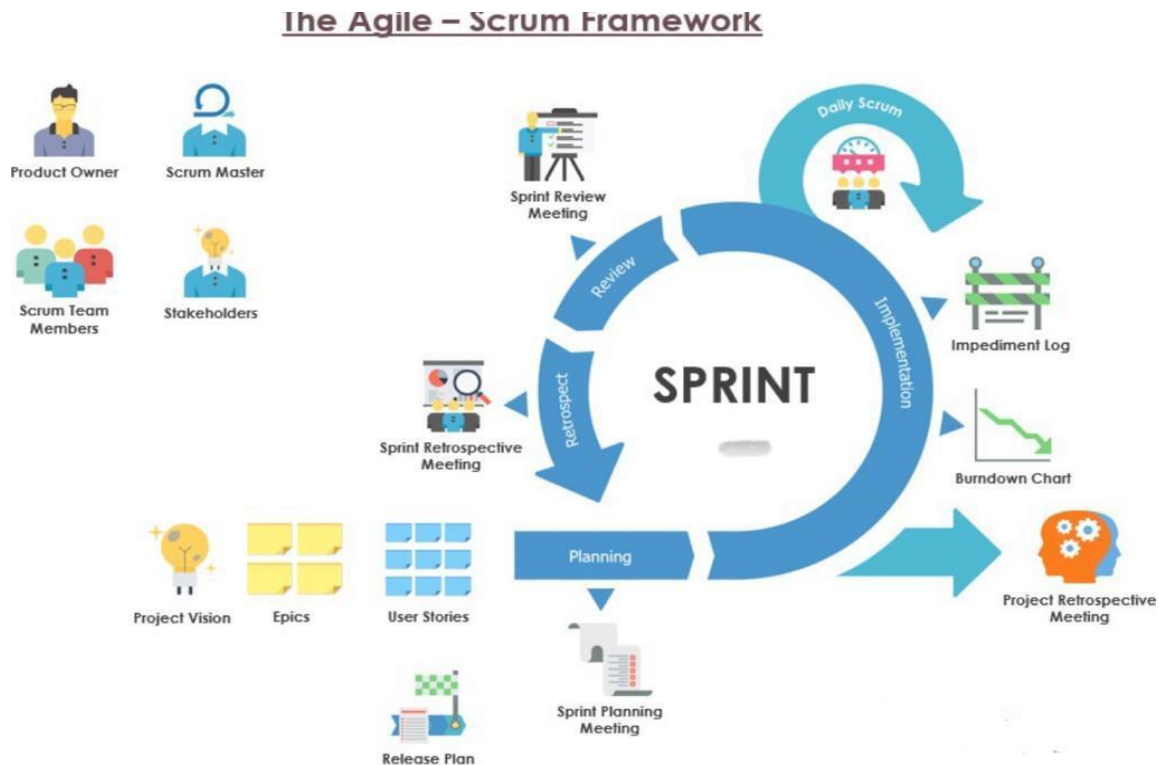 The Agile – Scrum Framework
Product Owner
Scrum Master
Scrum Team
Members
Stakeholders
Sprint Review
Meeting
Daily Scrum
Review
Implementation
Impediment Log
SPRINT
Retrospect
Sprint Retrospective
Meeting
Burndown Chart
Planning
Project Vision
Epics
User Stories
Project Retrospective
Meeting
Sprint Planning
Meeting
Release Plan